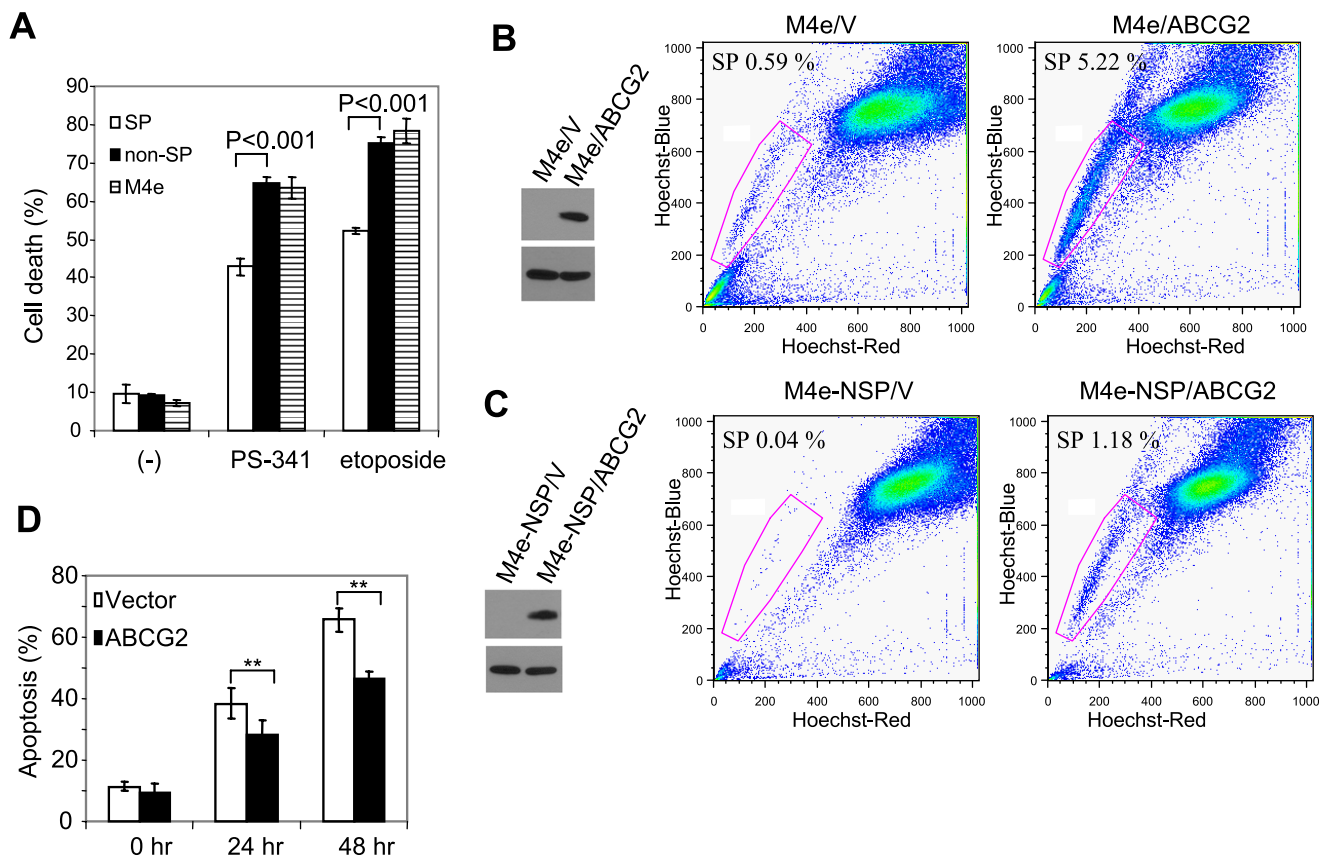 A
Cell death (%)
90
80
70
60
50
40
30
20
10
0
SP
non-SP
M4e
P<0.001
P<0.001
(-) PS-341 etoposide
B
M4e/V
M4e/ABCG2
M4e/V
SP 0.59 %
Hoechst-Blue
1000
800
600
400
200
0
0 200 400 600 800 1000
Hoechst-Red
M4e/ABCG2
SP 5.22 %
Hoechst-Blue
1000
800
600
400
200
0
0 200 400 600 800 1000
Hoechst-Red
C
M4e-NSP/V
M4e-NSP/ABCG2
M4e-NSP/V
SP 0.04 %
Hoechst-Blue
1000
800
600
400
200
0
0 200 400 600 800 1000
Hoechst-Red
M4e-NSP/ABCG2
SP 1.18 %
Hoechst-Blue
1000
800
600
400
200
0
0 200 400 600 800 1000
Hoechst-Red
D
Apoptosis (%)
80
60
40
20
0
Vector
ABCG2
**
**
0 hr 24 hr 48 hr